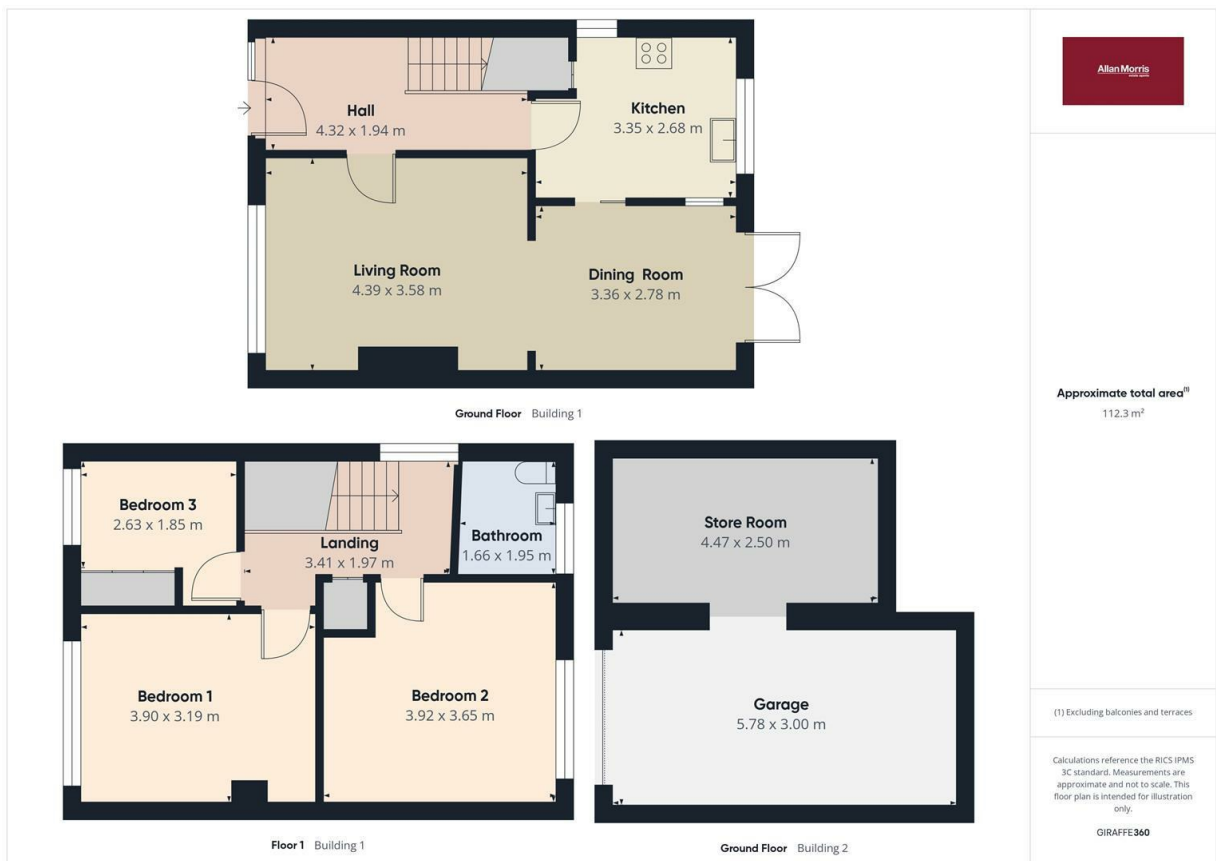 Hall
4.32 x 1.94 m
Kitchen
3.35 x 2.68 m
Living Room
4.39 x 3.58 m
Dining Room
3.36 x 2.78 m
Ground Floor Building 1
Bedroom 3
2.63 x 1.85 m
Landing
3.41 x 1.97 m
Bathroom
1.66 x 1.95 m
Bedroom 1
3.90 x 3.19 m
Bedroom 2
3.92 x 3.65 m
Floor 1 Building 1
Store Room
4.47 x 2.50 m
Garage
5.78 x 3.00 m
Ground Floor Building 2
Allan Morris
Approximate total area(1)
112.3 m²
(1) Excluding balconies and terraces
Calculations reference the RICS IPMS
3C standard. Measurements are
approximate and not to scale. This
floor plan is intended for illustration
only.
GIRAFFE360